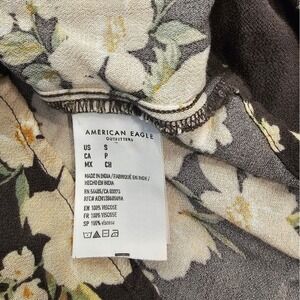 AMERICAN EAGLE
OUTFITTERS
US S
CA P
MX CH
MADE IN INDIA / FABRIQUÉ EN INDE /
HECHO EN INDIA
EN 100% VISCOSE
FR 100% VISCOSE
SP 100% viscosa